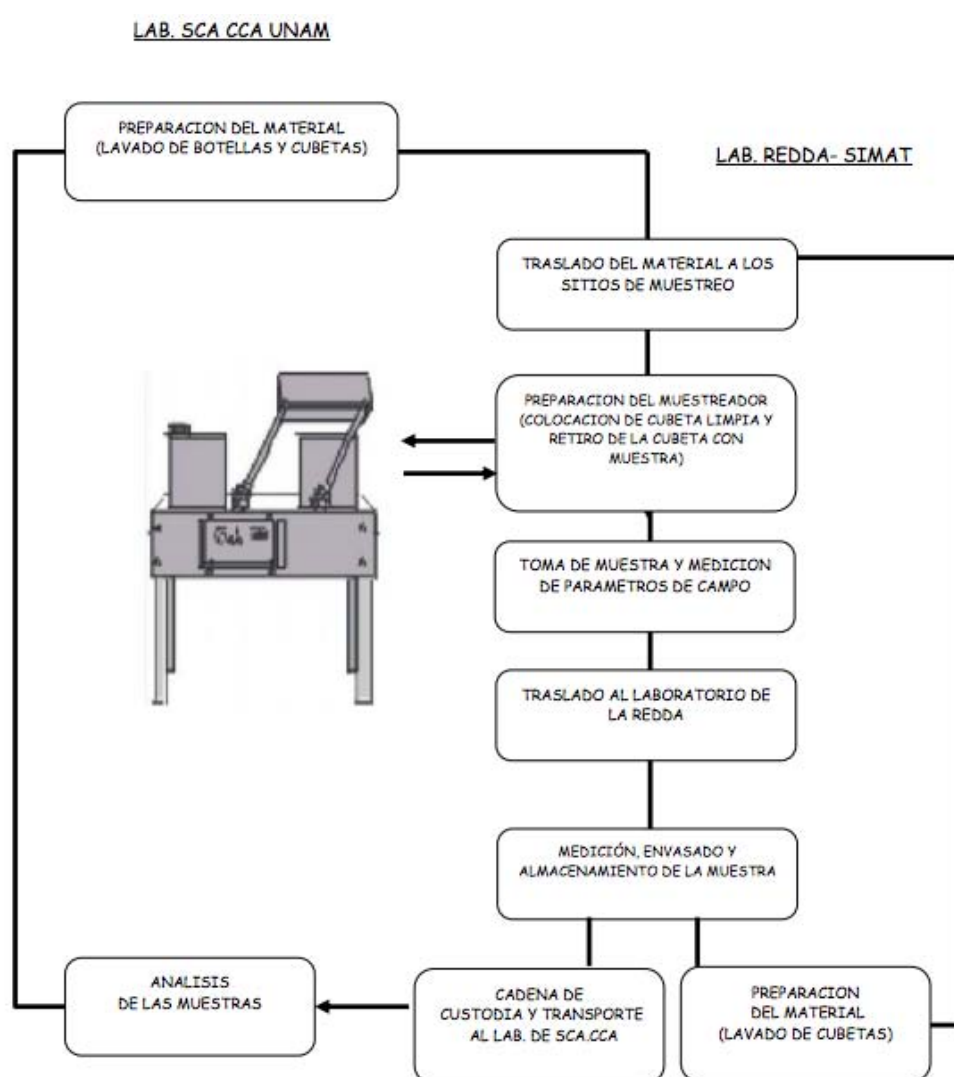 LAB. SCA CCA UNAM
PREPARACION DEL MATERIAL
(LAVADO DE BOTELLAS Y CUBETAS)
LAB. REDDA- SIMAT
TRASLADO DEL MATERIAL A LOS
SITIOS DE MUESTREO
PREPARACION DEL MUESTREADOR
(COLOCACION DE CUBETA LIMPIA Y
RETIRO DE LA CUBETA CON
MUESTRA)
TOMA DE MUESTRA Y MEDICION
DE PARAMETROS DE CAMPO
TRASLADO AL LABORATORIO DE
LA REDDA
MEDICIÓN, ENVASADO Y
ALMACENAMIENTO DE LA MUESTRA
ANALISIS
DE LAS MUESTRAS
CADENA DE
CUSTODIA Y TRANSPORTE
AL LAB. DE SCA.CCA
PREPARACION
DEL MATERIAL
(LAVADO DE CUBETAS)